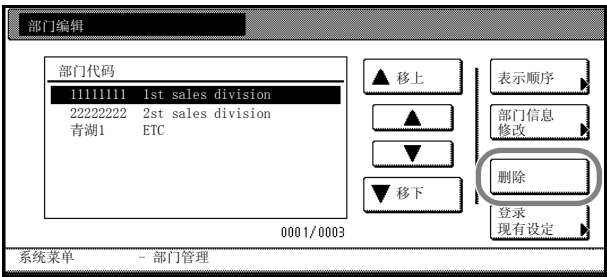 部门编辑
部门代码
11111111 1st sales division
22222222 2st sales division
青湖1 ETC
0001/0003
移上
移下
表示顺序
部门信息
修改
删除
登录
现有设定
系统菜单 - 部门管理